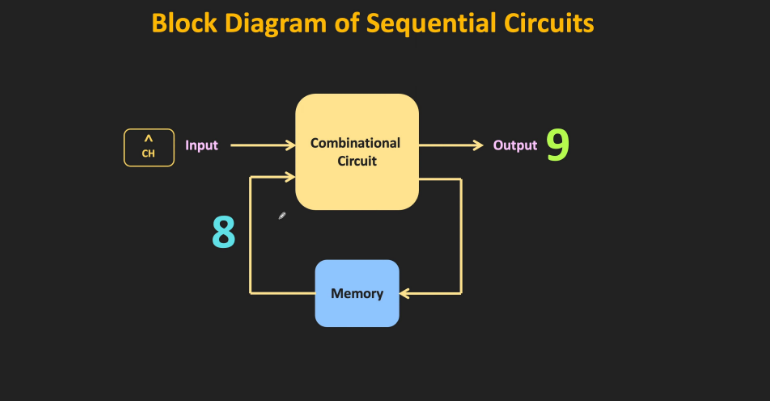 Block Diagram of Sequential Circuits
^
CH
Input
Combinational
Circuit
Output
9
8
Memory